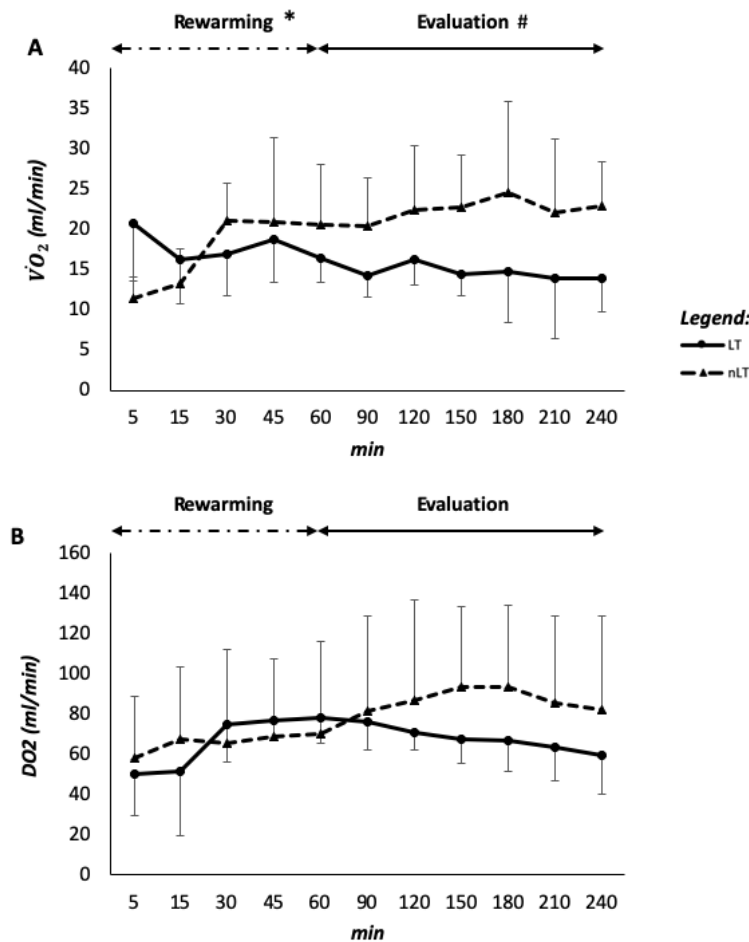 Rewarming * Evaluation #
A
40
35
30
25
20
15
10
5
0
V̇O₂ (ml/min)
5 15 30 45 60 90 120 150 180 210 240
min
Legend:
LT
nLT
Rewarming Evaluation
B
160
140
120
100
80
60
40
20
0
DO2 (ml/min)
5 15 30 45 60 90 120 150 180 210 240
min